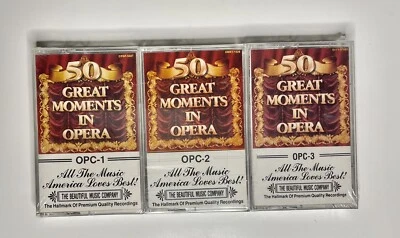 50
GREAT
MOMENTS
IN
OPERA
OPC-1
All The Music
America Loves Best!
THE BEAUTIFUL MUSIC COMPANY
The Hallmark Of Premium Quality Recordings
50
GREAT
MOMENTS
IN
OPERA
OPC-2
All The Music
America Loves Best!
THE BEAUTIFUL MUSIC COMPANY
The Hallmark Of Premium Quality Recordings
50
GREAT
MOMENTS
IN
OPERA
OPC-3
All The Music
America Loves Best!
THE BEAUTIFUL MUSIC COMPANY
The Hallmark Of Premium Quality Recordings